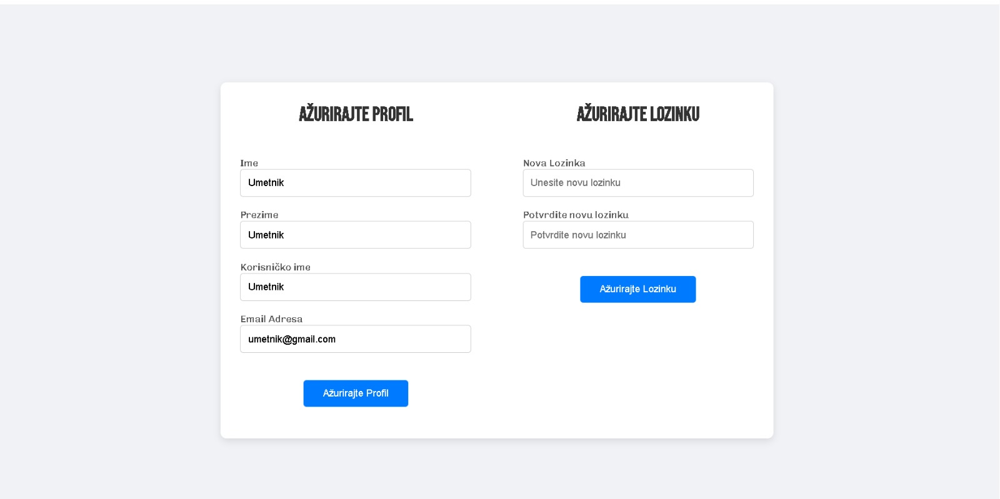 AŽURIRAJTE PROFIL
Ime
Umetnik
Prezime
Umetnik
Korisničko ime
Umetnik
Email Adresa
umetnik@gmail.com
Ažurirajte Profil
AŽURIRAJTE LOZINKU
Nova Lozinka
Unesite novu lozinku
Potvrdite novu lozinku
Potvrdite novu lozinku
Ažurirajte Lozinku